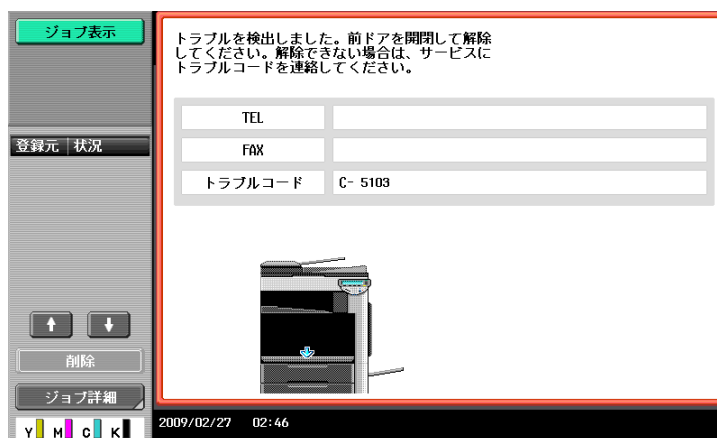 ジョブ表示
トラブルを検出しました。前ドアを開閉して解除
してください。解除できない場合は、サービスに
トラブルコードを連絡してください。
TEL
FAX
トラブルコード C- 5103
登録元 状況
削除
ジョブ詳細
Y M C K
2009/02/27 02:46